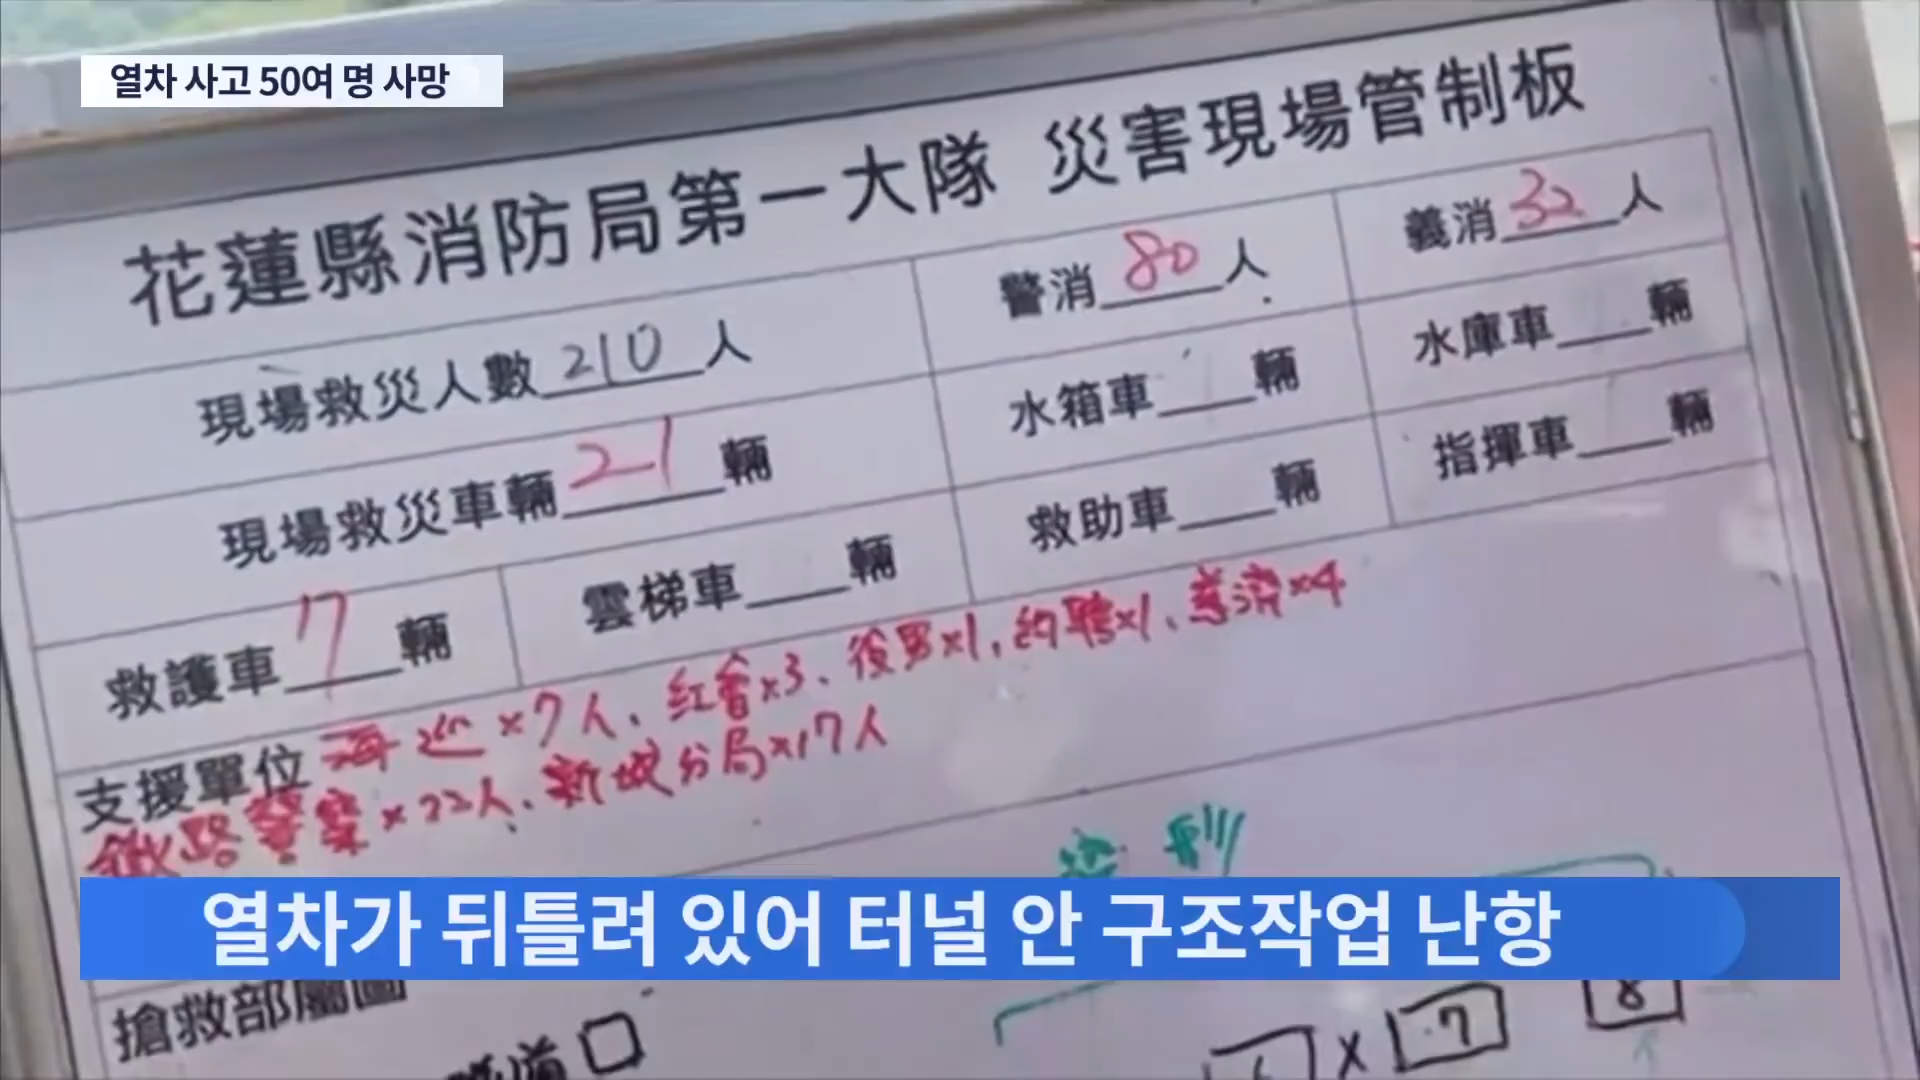 열차 사고 50여 명 사망
花蓮縣消防局第一大隊 災害現場管制板
現場救災人數 210 人
警消 80 人
義消 32 人
現場救災車輛 21 輛
水箱車 輛
水庫車 輛
救護車 7 輛
雲梯車 輛
救助車 輛
指揮車 輛
支援單位 海巡×7人、紅會×3、役男×1、約聘×1、慈濟×4
鐵路警察×22人、新城分局×17人
열차가 뒤틀려 있어 터널 안 구조작업 난항
搶救部屬圖
道
× 7 8